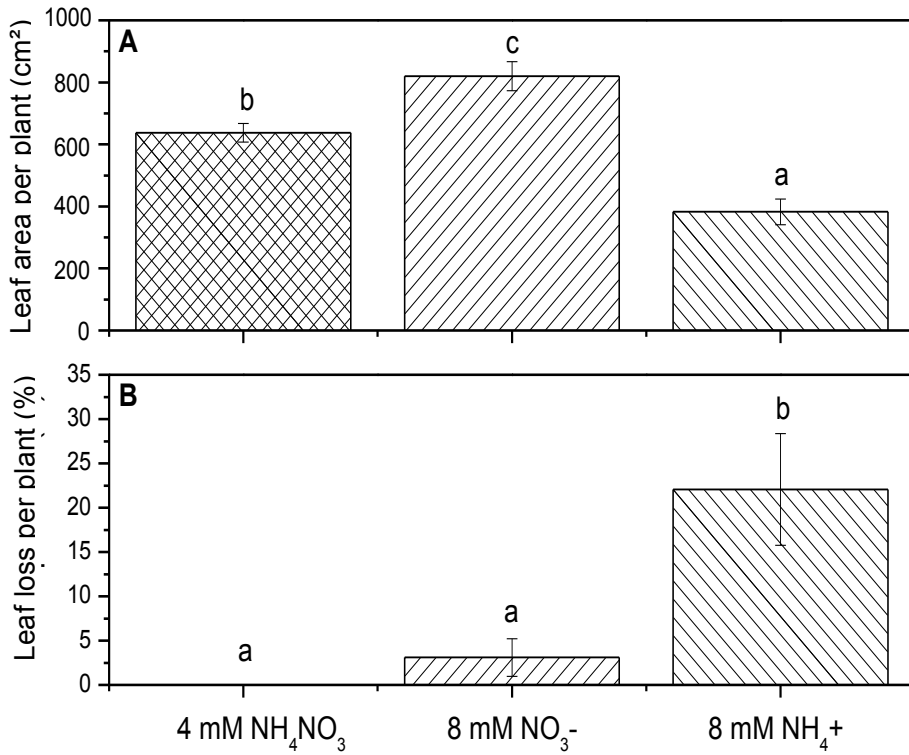 A
Leaf area per plant (cm²)
1000
800
600
400
200
0
b
c
a
B
Leaf loss per plant (%)
35
30
25
20
15
10
5
0
a
a
b
4 mM NH₄NO₃
8 mM NO₃-
8 mM NH₄+